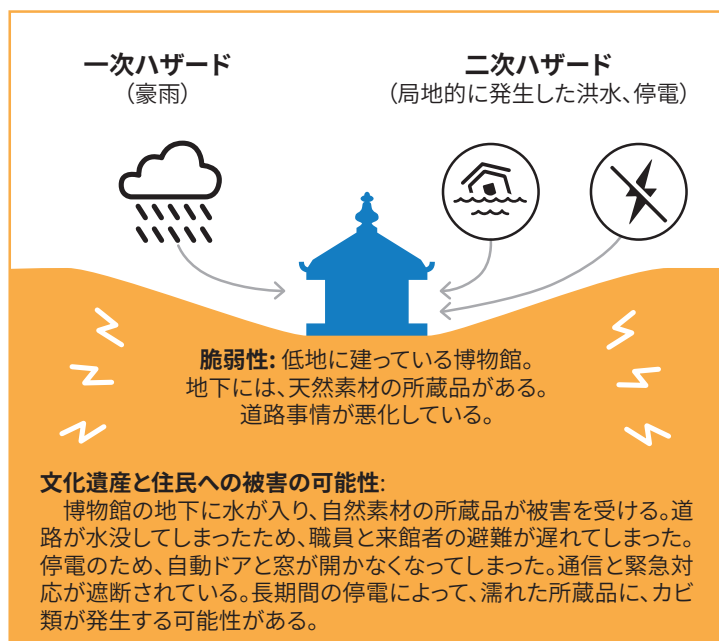 一次ハザード
（豪雨）
二次ハザード
（局地的に発生した洪水、停電）
脆弱性: 低地に建っている博物館。
地下には、天然素材の所蔵品がある。
道路事情が悪化している。
文化遺産と住民への被害の可能性:
博物館の地下に水が入り、自然素材の所蔵品が被害を受ける。道
路が水没してしまったため、職員と来館者の避難が遅れてしまった。
停電のため、自動ドアと窓が開かなくなってしまった。通信と緊急対
応が遮断されている。長期間の停電によって、濡れた所蔵品に、カビ
類が発生する可能性がある。